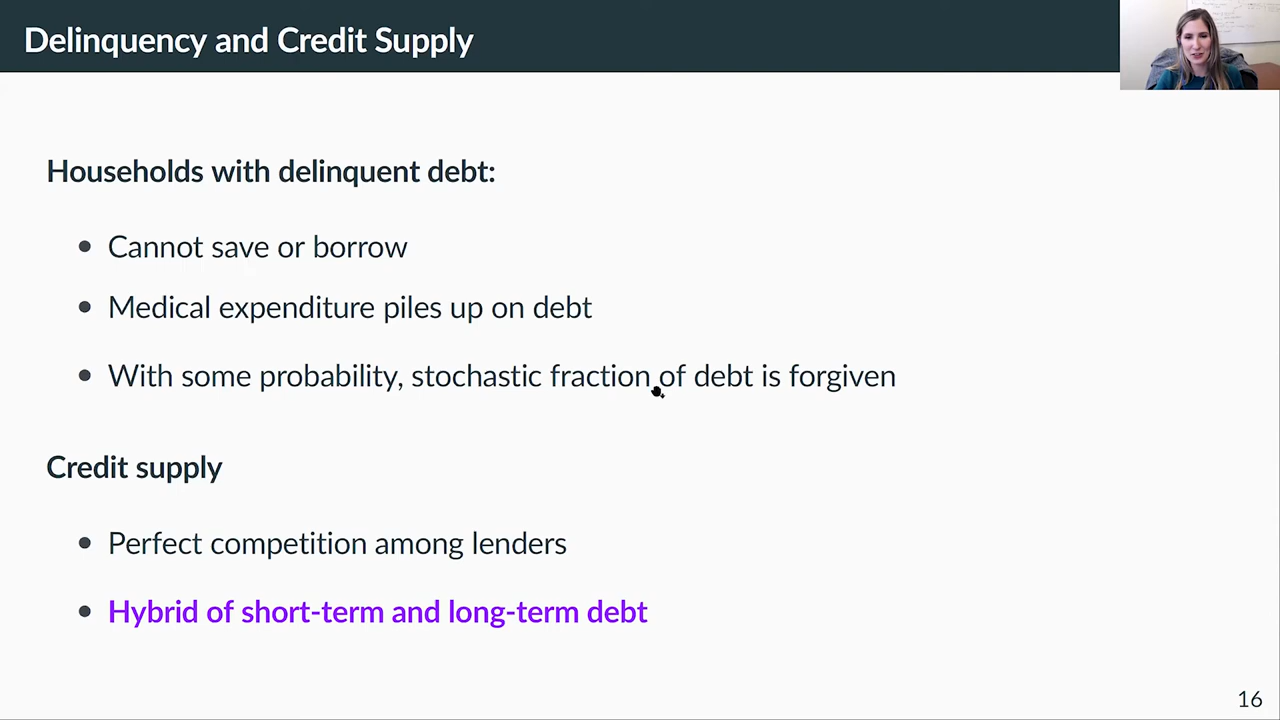 Delinquency and Credit Supply
Households with delinquent debt:
• Cannot save or borrow
• Medical expenditure piles up on debt
• With some probability, stochastic fraction of debt is forgiven
Credit supply
• Perfect competition among lenders
• Hybrid of short-term and long-term debt
16